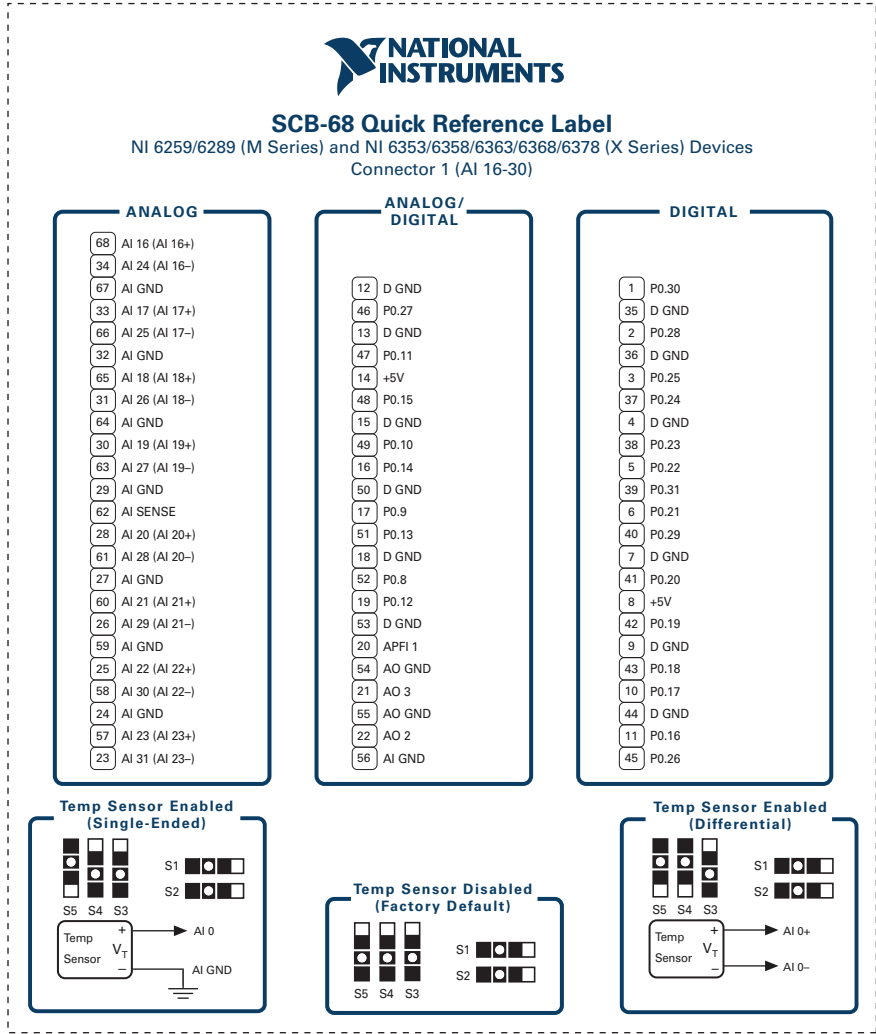 NATIONAL
INSTRUMENTS
SCB-68 Quick Reference Label
NI 6259/6289 (M Series) and NI 6353/6358/6363/6368/6378 (X Series) Devices
Connector 1 (AI 16-30)
ANALOG
68 AI 16 (AI 16+)
34 AI 24 (AI 16–)
67 AI GND
33 AI 17 (AI 17+)
66 AI 25 (AI 17–)
32 AI GND
65 AI 18 (AI 18+)
31 AI 26 (AI 18–)
64 AI GND
30 AI 19 (AI 19+)
63 AI 27 (AI 19–)
29 AI GND
62 AI SENSE
28 AI 20 (AI 20+)
61 AI 28 (AI 20–)
27 AI GND
60 AI 21 (AI 21+)
26 AI 29 (AI 21–)
59 AI GND
25 AI 22 (AI 22+)
58 AI 30 (AI 22–)
24 AI GND
57 AI 23 (AI 23+)
23 AI 31 (AI 23–)
ANALOG/
DIGITAL
12 D GND
46 P0.27
13 D GND
47 P0.11
14 +5V
48 P0.15
15 D GND
49 P0.10
16 P0.14
50 D GND
17 P0.9
51 P0.13
18 D GND
52 P0.8
19 P0.12
53 D GND
20 APFI 1
54 AO GND
21 AO 3
55 AO GND
22 AO 2
56 AI GND
DIGITAL
1 P0.30
35 D GND
2 P0.28
36 D GND
3 P0.25
37 P0.24
4 D GND
38 P0.23
5 P0.22
39 P0.31
6 P0.21
40 P0.29
7 D GND
41 P0.20
8 +5V
42 P0.19
9 D GND
43 P0.18
10 P0.17
44 D GND
11 P0.16
45 P0.26
Temp Sensor Enabled
(Single-Ended)
S1
S2
S5 S4 S3
Temp
Sensor
+
VT
–
AI 0
AI GND
Temp Sensor Disabled
(Factory Default)
S1
S2
S5 S4 S3
Temp Sensor Enabled
(Differential)
S1
S2
S5 S4 S3
Temp
Sensor
+
VT
–
AI 0+
AI 0–